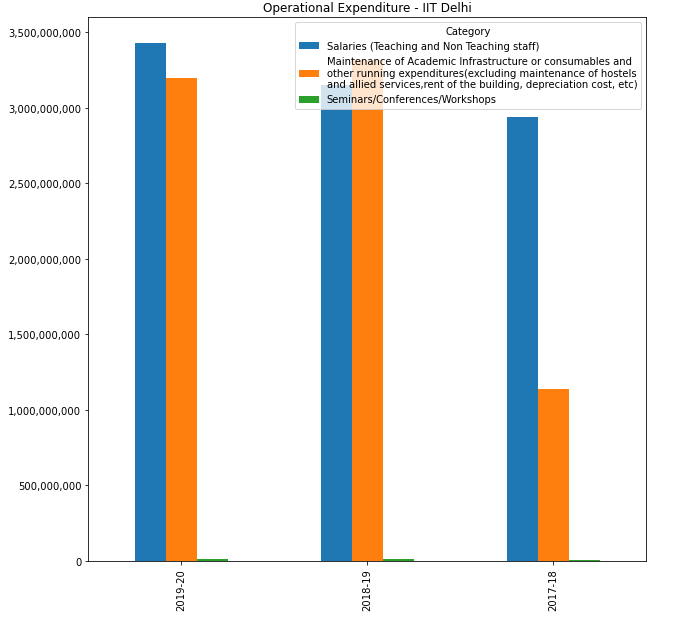 Operational Expenditure - IIT Delhi
Category
Salaries (Teaching and Non Teaching staff)
Maintenance of Academic Infrastructure or consumables and
other running expenditures(excluding maintenance of hostels
and allied services,rent of the building, depreciation cost, etc)
Seminars/Conferences/Workshops
3,500,000,000
3,000,000,000
2,500,000,000
2,000,000,000
1,500,000,000
1,000,000,000
500,000,000
0
2019-20
2018-19
2017-18